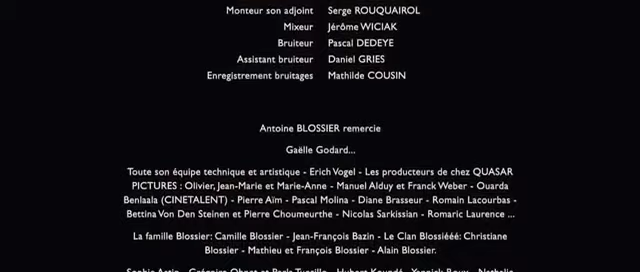 Monteur son adjoint Serge ROUQUAIROL
Mixeur Jérôme WICIAK
Bruiteur Pascal DEDEYE
Assistant bruiteur Daniel GRIES
Enregistrement bruitages Mathilde COUSIN
Antoine BLOSSIER remercie
Gaëlle Godard...
Toute son équipe technique et artistique - Erich Vogel - Les producteurs de chez QUASAR
PICTURES : Olivier, Jean-Marie et Marie-Anne - Manuel Alduy et Franck Weber - Ouarda
Benlaala (CINETALENT) - Pierre Aïm - Pascal Molina - Diane Brasseur - Romain Lacourbas -
Bettina Von Den Steinen et Pierre Choumeurthe - Nicolas Sarkissian - Romaric Laurence ...
La famille Blossier: Camille Blossier - Jean-François Bazin - Le Clan Blossiééé: Christiane
Blossier - Mathieu et François Blossier - Alain Blossier.